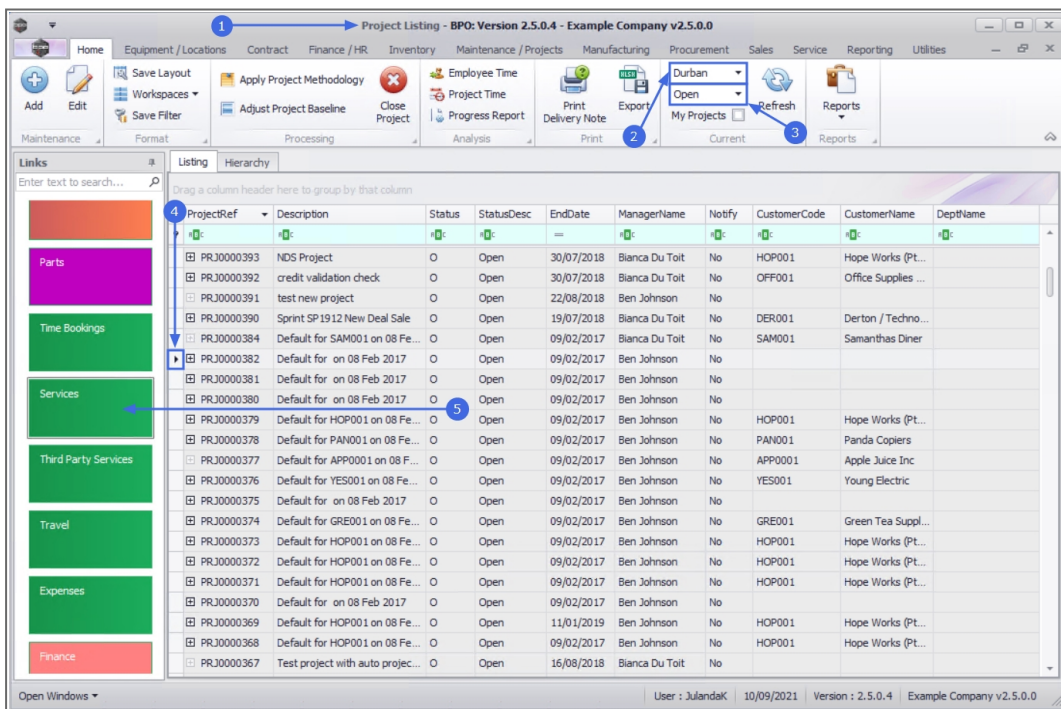 1
Project Listing - BPO: Version 2.5.0.4 - Example Company v2.5.0.0
Home Equipment / Locations Contract Finance / HR Inventory Maintenance / Projects Manufacturing Procurement Sales Service Reporting Utilities
Add
Edit
Maintenance
Save Layout
Workspaces
Save Filter
Format
Apply Project Methodology
Adjust Project Baseline
Close
Project
Processing
Employee Time
Project Time
Progress Report
Analysis
Print
Delivery Note
Export
Print
2
Durban
Open
My Projects
Refresh
Current
3
Reports
Reports
Links
Enter text to search...
Parts
Time Bookings
Services
Third Party Services
Travel
Expenses
Finance
Listing Hierarchy
Drag a column header here to group by that column
4
ProjectRef Description Status StatusDesc EndDate ManagerName Notify CustomerCode CustomerName DeptName
PRJ0000393 NDS Project O Open 30/07/2018 Bianca Du Toit No HOP001 Hope Works (Pt...
PRJ0000392 credit validation check O Open 30/07/2018 Bianca Du Toit No OFF001 Office Supplies ...
PRJ0000391 test new project O Open 22/08/2018 Ben Johnson No
PRJ0000390 Sprint SP1912 New Deal Sale O Open 19/07/2018 Bianca Du Toit No DER001 Derton / Techno...
PRJ0000384 Default for SAM001 on 08 Fe... O Open 09/02/2017 Bianca Du Toit No SAM001 Samanthas Diner
PRJ0000382 Default for on 08 Feb 2017 O Open 09/02/2017 Ben Johnson No
PRJ0000381 Default for on 08 Feb 2017 O Open 09/02/2017 Ben Johnson No
PRJ0000380 Default for on 08 Feb 2017 O Open 09/02/2017 Ben Johnson No
5
PRJ0000379 Default for HOP001 on 08 Fe... O Open 09/02/2017 Ben Johnson No HOP001 Hope Works (Pt...
PRJ0000378 Default for PAN001 on 08 Fe... O Open 09/02/2017 Ben Johnson No PAN001 Panda Copiers
PRJ0000377 Default for APP0001 on 08 F... O Open 09/02/2017 Ben Johnson No APP0001 Apple Juice Inc
PRJ0000376 Default for YES001 on 08 Fe... O Open 09/02/2017 Ben Johnson No YES001 Young Electric
PRJ0000375 Default for on 08 Feb 2017 O Open 09/02/2017 Ben Johnson No
PRJ0000374 Default for GRE001 on 08 Fe... O Open 09/02/2017 Ben Johnson No GRE001 Green Tea Suppl...
PRJ0000373 Default for HOP001 on 08 Fe... O Open 09/02/2017 Ben Johnson No HOP001 Hope Works (Pt...
PRJ0000372 Default for HOP001 on 08 Fe... O Open 09/02/2017 Ben Johnson No HOP001 Hope Works (Pt...
PRJ0000371 Default for HOP001 on 08 Fe... O Open 09/02/2017 Ben Johnson No HOP001 Hope Works (Pt...
PRJ0000370 Default for on 08 Feb 2017 O Open 09/02/2017 Ben Johnson No
PRJ0000369 Default for HOP001 on 08 Fe... O Open 11/01/2019 Ben Johnson No HOP001 Hope Works (Pt...
PRJ0000368 Default for HOP001 on 08 Fe... O Open 09/02/2017 Ben Johnson No HOP001 Hope Works (Pt...
PRJ0000367 Test project with auto projec... O Open 16/08/2018 Bianca Du Toit No
Open Windows
User : JulandaK 10/09/2021 Version : 2.5.0.4 Example Company v2.5.0.0